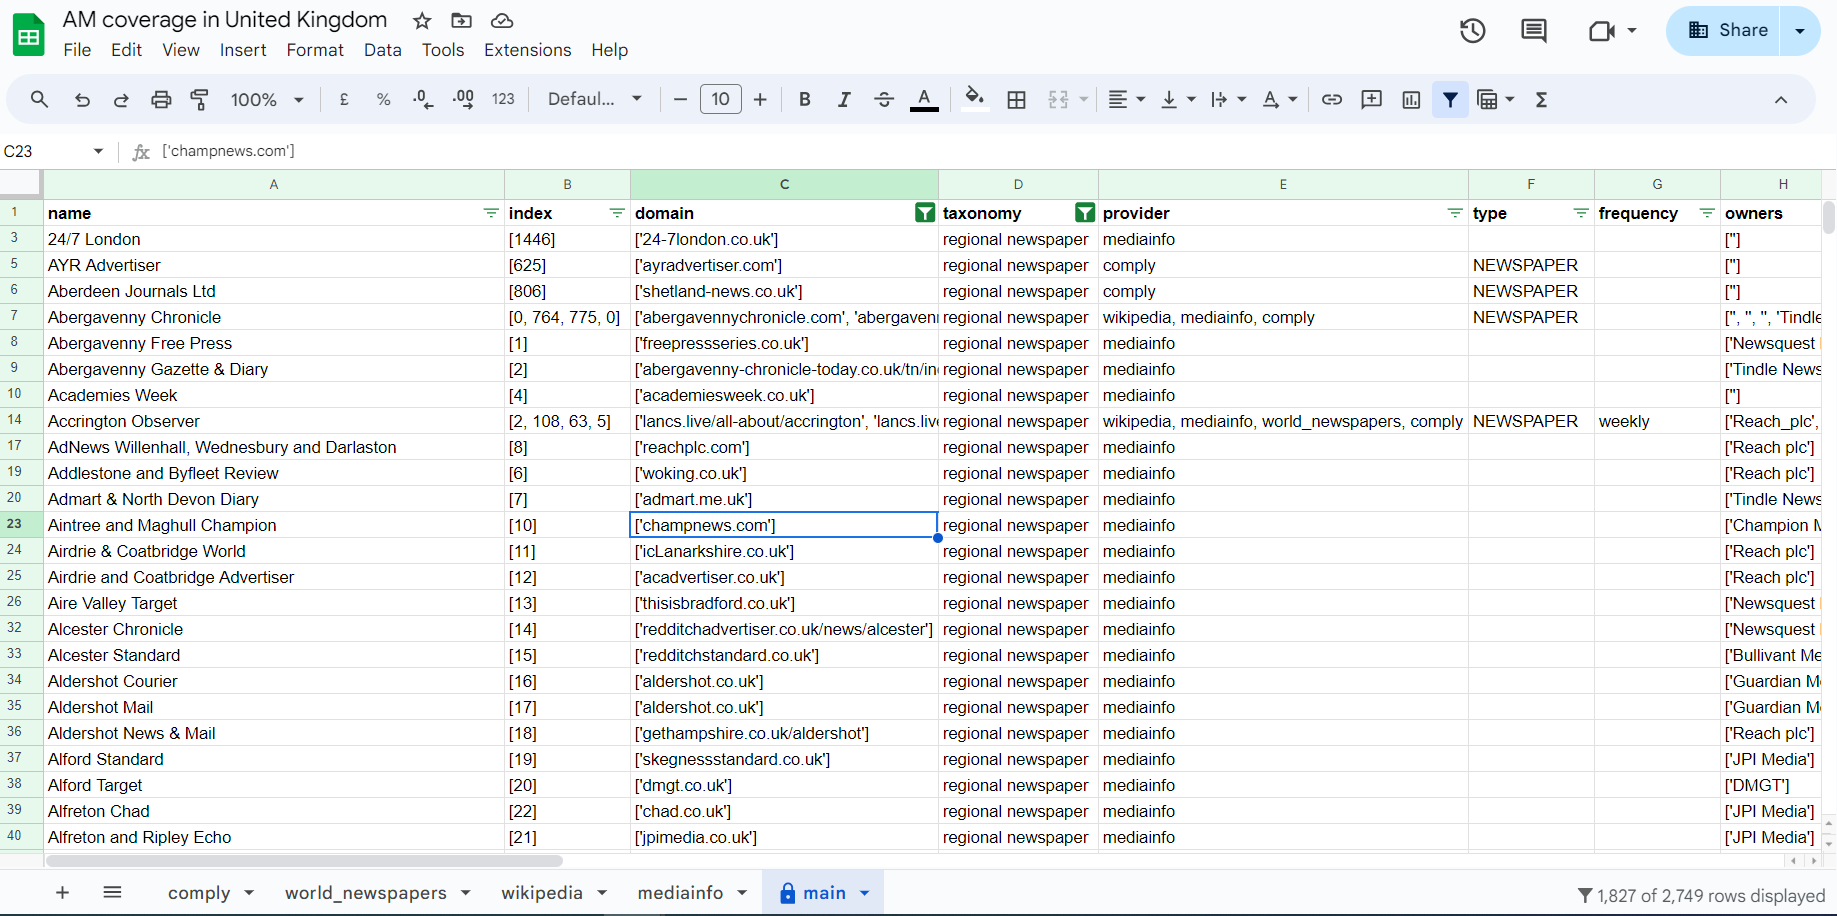 AM coverage in United Kingdom
File Edit View Insert Format Data Tools Extensions Help
Share
100% £ % .0 .00 123 Defaul... 10 B I S A A Σ
C23 fx ['champnews.com']
A B C D E F G H
1 name index domain taxonomy provider type frequency owners
3 24/7 London [1446] ['24-7london.co.uk'] regional newspaper mediainfo ['']
5 AYR Advertiser [625] ['ayradvertiser.com'] regional newspaper comply NEWSPAPER ['']
6 Aberdeen Journals Ltd [806] ['shetland-news.co.uk'] regional newspaper comply NEWSPAPER ['']
7 Abergavenny Chronicle [0, 764, 775, 0] ['abergavennychronicle.com', 'abergavenn regional newspaper wikipedia, mediainfo, comply NEWSPAPER ['', '', '', 'Tindle
8 Abergavenny Free Press [1] ['freepressseries.co.uk'] regional newspaper mediainfo ['Newsquest
9 Abergavenny Gazette & Diary [2] ['abergavenny-chronicle-today.co.uk/tn/in regional newspaper mediainfo ['Tindle News
10 Academies Week [4] ['academiesweek.co.uk'] regional newspaper mediainfo ['']
14 Accrington Observer [2, 108, 63, 5] ['lancs.live/all-about/accrington', 'lancs.live regional newspaper wikipedia, mediainfo, world_newspapers, comply NEWSPAPER weekly ['Reach_plc',
17 AdNews Willenhall, Wednesbury and Darlaston [8] ['reachplc.com'] regional newspaper mediainfo ['Reach plc']
19 Addlestone and Byfleet Review [6] ['woking.co.uk'] regional newspaper mediainfo ['Reach plc']
20 Admart & North Devon Diary [7] ['admart.me.uk'] regional newspaper mediainfo ['Tindle News
23 Aintree and Maghull Champion [10] ['champnews.com'] regional newspaper mediainfo ['Champion M
24 Airdrie & Coatbridge World [11] ['icLanarkshire.co.uk'] regional newspaper mediainfo ['Reach plc']
25 Airdrie and Coatbridge Advertiser [12] ['acadvertiser.co.uk'] regional newspaper mediainfo ['Reach plc']
26 Aire Valley Target [13] ['thisisbradford.co.uk'] regional newspaper mediainfo ['Newsquest
32 Alcester Chronicle [14] ['redditchadvertiser.co.uk/news/alcester'] regional newspaper mediainfo ['Newsquest
33 Alcester Standard [15] ['redditchstandard.co.uk'] regional newspaper mediainfo ['Bullivant Me
34 Aldershot Courier [16] ['aldershot.co.uk'] regional newspaper mediainfo ['Guardian M
35 Aldershot Mail [17] ['aldershot.co.uk'] regional newspaper mediainfo ['Guardian M
36 Aldershot News & Mail [18] ['gethampshire.co.uk/aldershot'] regional newspaper mediainfo ['Reach plc']
37 Alford Standard [19] ['skegnessstandard.co.uk'] regional newspaper mediainfo ['JPI Media']
38 Alford Target [20] ['dmgt.co.uk'] regional newspaper mediainfo ['DMGT']
39 Alfreton Chad [22] ['chad.co.uk'] regional newspaper mediainfo ['JPI Media']
40 Alfreton and Ripley Echo [21] ['jpimedia.co.uk'] regional newspaper mediainfo ['JPI Media']
comply world_newspapers wikipedia mediainfo main 1,827 of 2,749 rows displayed